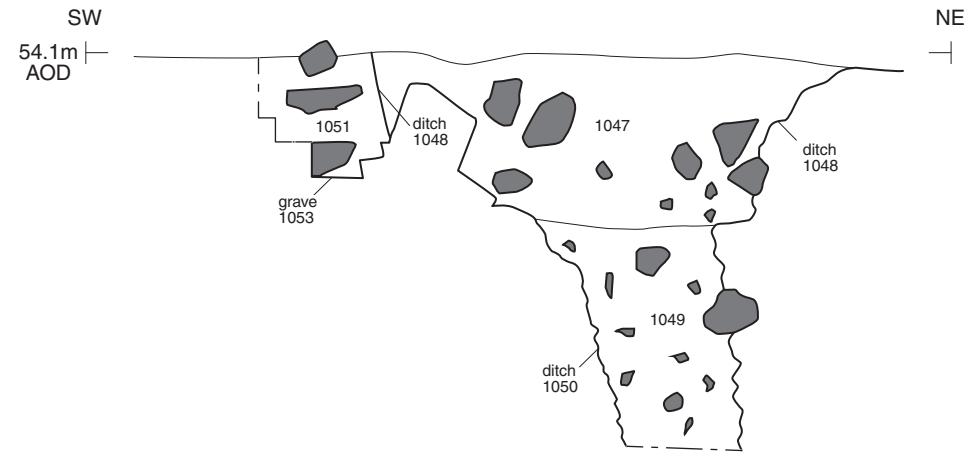 SW
NE
54.1m
AOD
1051
ditch
1048
1047
ditch
1048
grave
1053
1049
ditch
1050